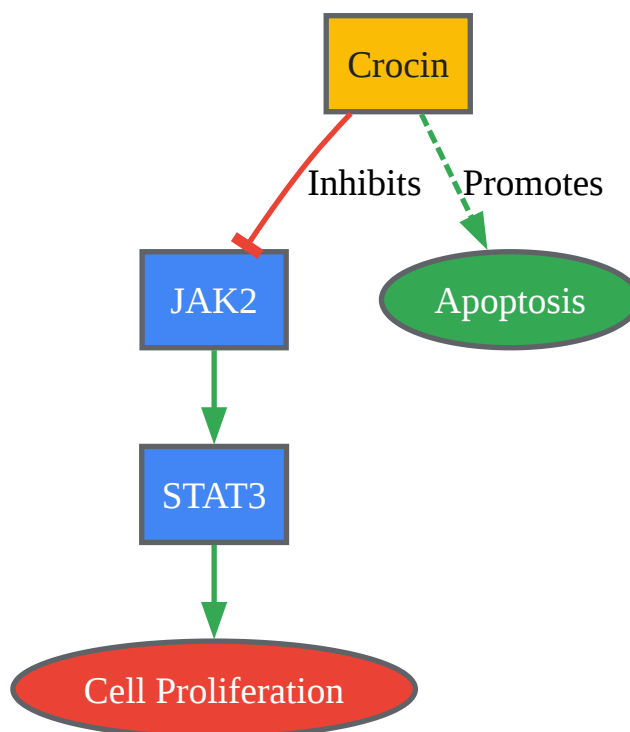 Crocin
Inhibits
Promotes
JAK2
Apoptosis
STAT3
Cell Proliferation